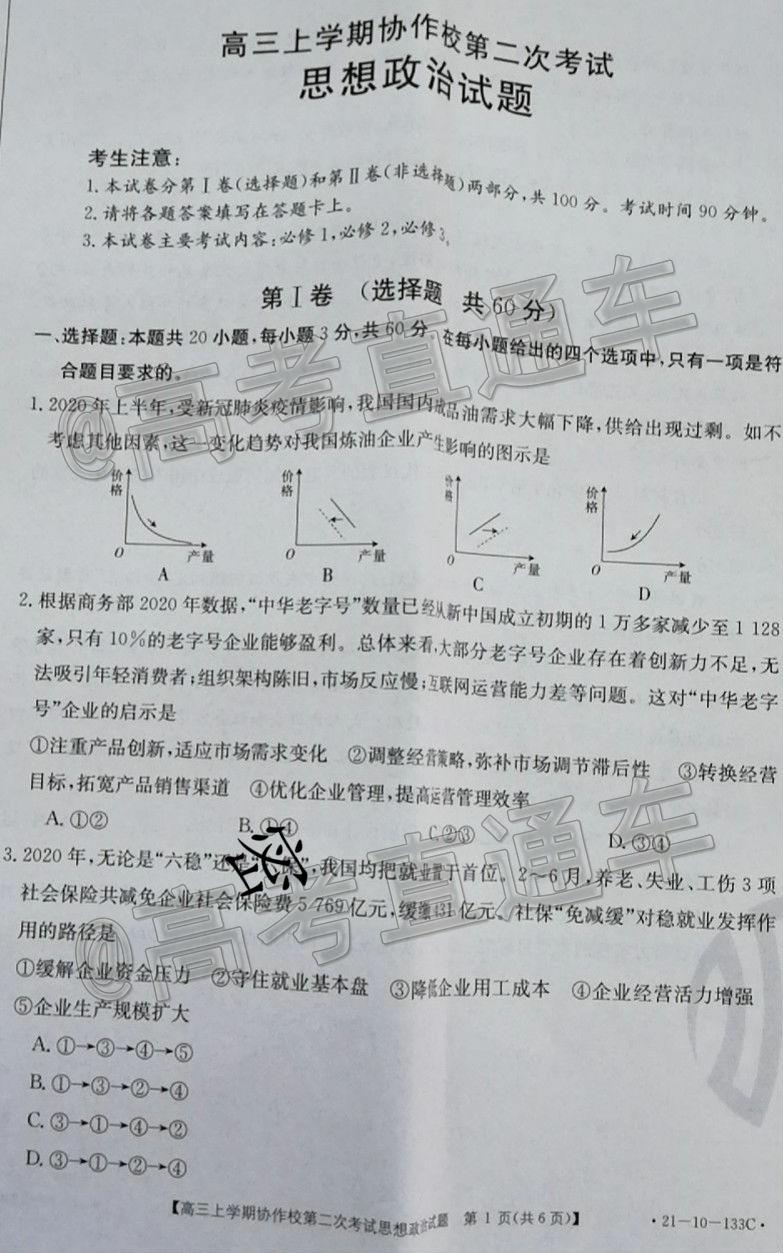 高三上学期协作校第二次考试
思想政治试题
考生注意:
1.本试卷分第Ⅰ卷(选择题)和第Ⅱ卷(非选择题)两部分,共100分。考试时间90分钟。
2.请将各题答案填写在答题卡上。
3.本试卷主要考试内容:必修1,必修2,必修3。
第Ⅰ卷 (选择题 共60分)
一、选择题:本题共20小题,每小题3分,共60分。在每小题给出的四个选项中,只有一项是符
合题目要求的。
1.2020年上半年,受新冠肺炎疫情影响,我国国内成品油需求大幅下降,供给出现过剩。如不
考虑其他因素,这一变化趋势对我国炼油企业产生影响的图示是
价格 价格 价格 价格
O 产量 O 产量 O 产量 O 产量
A B C D
2.根据商务部2020年数据,“中华老字号”数量已经从新中国成立初期的1万多家减少至1 128
家,只有10%的老字号企业能够盈利。总体来看,大部分老字号企业存在着创新力不足,无
法吸引年轻消费者;组织架构陈旧,市场反应慢;互联网运营能力差等问题。这对“中华老字
号”企业的启示是
①注重产品创新,适应市场需求变化 ②调整经营策略,弥补市场调节滞后性 ③转换经营
目标,拓宽产品销售渠道 ④优化企业管理,提高运营管理效率
A.①② B.①④ C.②③ D.③④
密
3.2020年,无论是“六稳”还是“ 保”,我国均把就业置于首位。2~6月,养老、失业、工伤3项
社会保险共减免企业社会保险费5 769亿元,缓缴431亿元、社保“免减缓”对稳就业发挥作
用的路径是
①缓解企业资金压力 ②守住就业基本盘 ③降低企业用工成本 ④企业经营活力增强
⑤企业生产规模扩大
A.①→③→④→⑤
B.①→③→②→④
C.③→①→④→②
D.③→①→②→④
【高三上学期协作校第二次考试思想政治试题 第1页(共6页)】 ·21-10-133C·
@高考直通车
@高考直通车